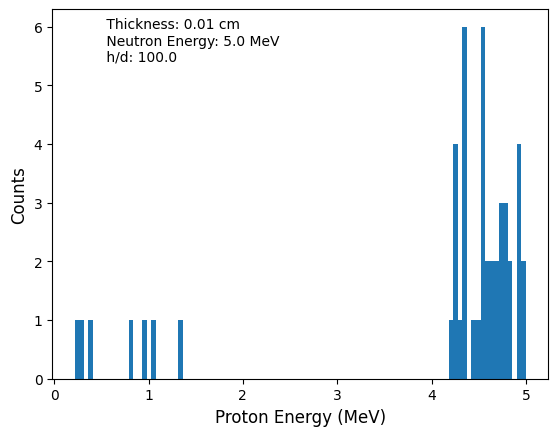 Thickness: 0.01 cm
Neutron Energy: 5.0 MeV
h/d: 100.0
6
5
4
3
2
1
0
Counts
0 1 2 3 4 5
Proton Energy (MeV)